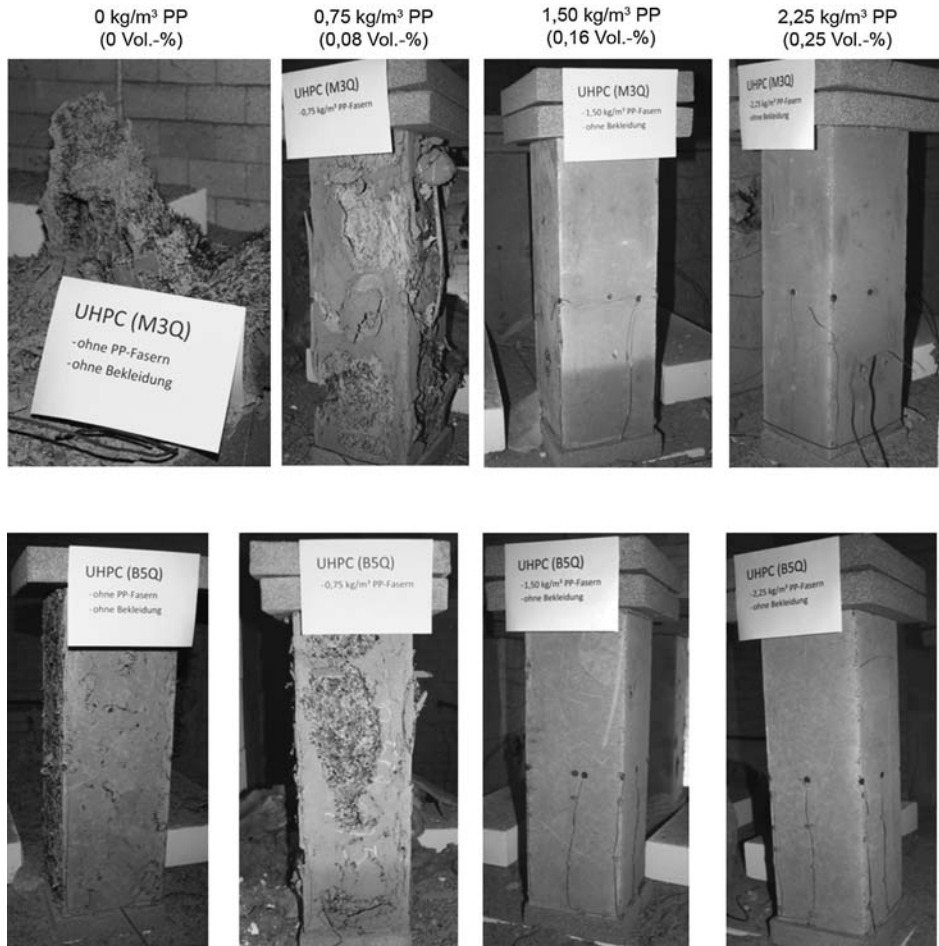 0 kg/m³ PP
(0 Vol.-%)
0,75 kg/m³ PP
(0,08 Vol.-%)
1,50 kg/m³ PP
(0,16 Vol.-%)
2,25 kg/m³ PP
(0,25 Vol.-%)
UHPC (M3Q)
-ohne PP-Fasern
-ohne Bekleidung
UHPC (M3Q)
-0,75 kg/m³ PP-Fasern
UHPC (M3Q)
-1,50 kg/m³ PP-Fasern
-ohne Bekleidung
UHPC (M3Q)
-2,25 kg/m³ PP-Fasern
-ohne Bekleidung
UHPC (B5Q)
-ohne PP-Fasern
-ohne Bekleidung
UHPC (B5Q)
-0,75 kg/m³ PP-Fasern
UHPC (B5Q)
-1,50 kg/m³ PP-Fasern
-ohne Bekleidung
UHPC (B5Q)
-2,25 kg/m³ PP-Fasern
-ohne Bekleidung